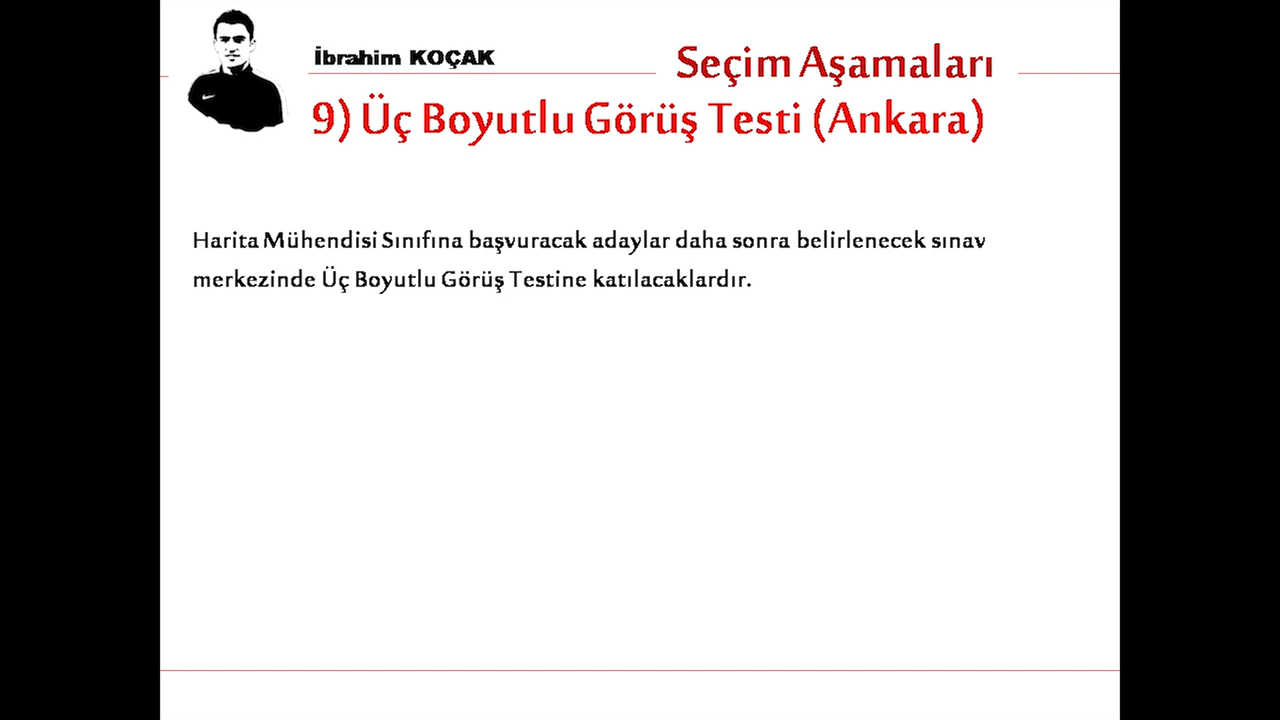 İbrahim KOÇAK
Seçim Aşamaları
9) Üç Boyutlu Görüş Testi (Ankara)
Harita Mühendisi Sınıfına başvuracak adaylar daha sonra belirlenecek sınav
merkezinde Üç Boyutlu Görüş Testine katılacaklardır.